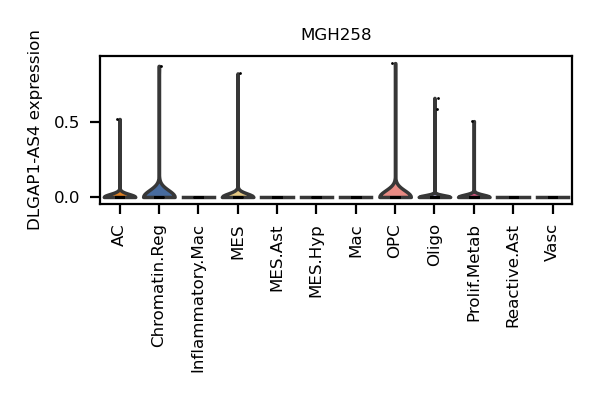 MGH258
DLGAP1-AS4 expression
0.5
0.0
AC
Chromatin.Reg
Inflammatory.Mac
MES
MES.Ast
MES.Hyp
Mac
OPC
Oligo
Prolif.Metab
Reactive.Ast
Vasc